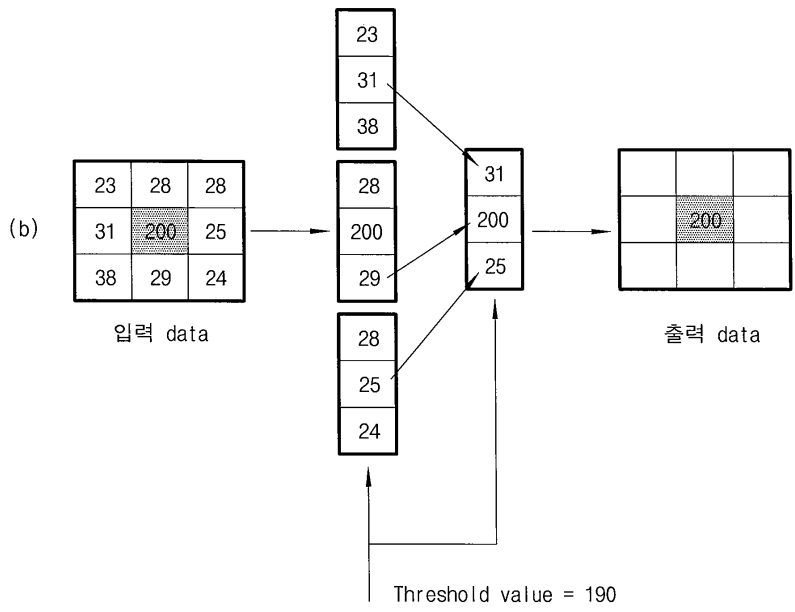 23
31
38
23 28 28
31 200 25
38 29 24
(b)
입력 data
28
200
29
28
25
24
31
200
25
200
출력 data
Threshold value = 190